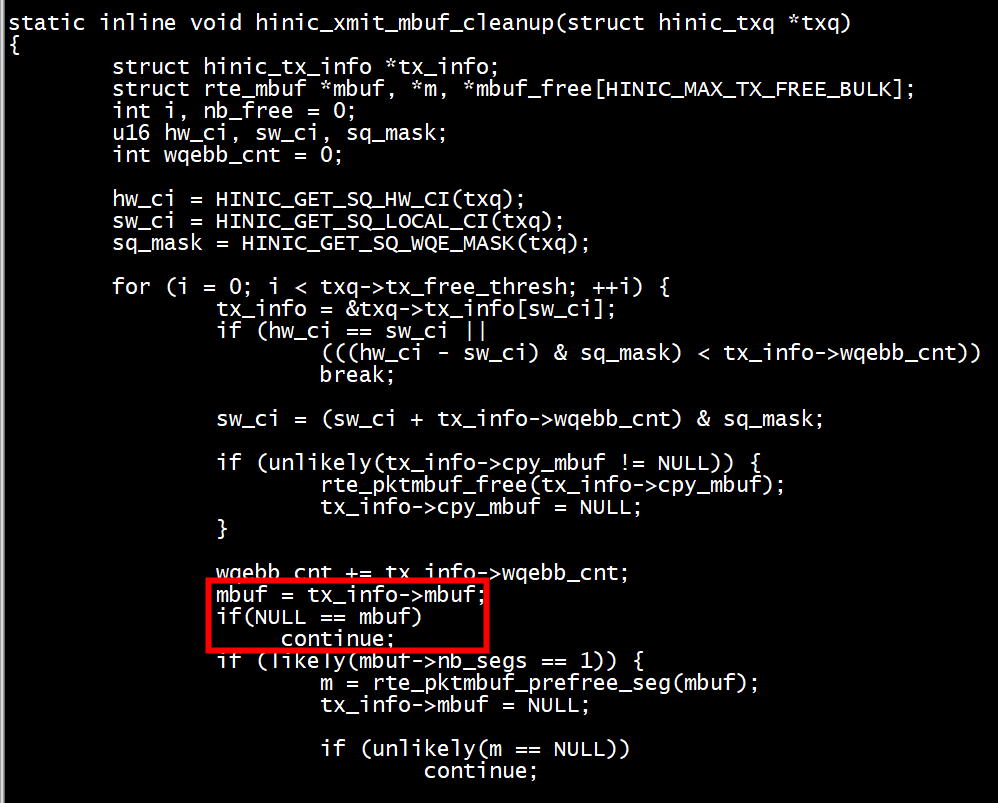 static inline void hinic_xmit_mbuf_cleanup(struct hinic_txq *txq)
{
        struct hinic_tx_info *tx_info;
        struct rte_mbuf *mbuf, *m, *mbuf_free[HINIC_MAX_TX_FREE_BULK];
        int i, nb_free = 0;
        u16 hw_ci, sw_ci, sq_mask;
        int wqebb_cnt = 0;

        hw_ci = HINIC_GET_SQ_HW_CI(txq);
        sw_ci = HINIC_GET_SQ_LOCAL_CI(txq);
        sq_mask = HINIC_GET_SQ_WQE_MASK(txq);

        for (i = 0; i < txq->tx_free_thresh; ++i) {
                tx_info = &txq->tx_info[sw_ci];
                if (hw_ci == sw_ci ||
                        (((hw_ci - sw_ci) & sq_mask) < tx_info->wqebb_cnt))
                        break;

                sw_ci = (sw_ci + tx_info->wqebb_cnt) & sq_mask;

                if (unlikely(tx_info->cpy_mbuf != NULL)) {
                        rte_pktmbuf_free(tx_info->cpy_mbuf);
                        tx_info->cpy_mbuf = NULL;
                }

                wqebb_cnt += tx_info->wqebb_cnt;
                mbuf = tx_info->mbuf;
                if(NULL == mbuf)
                     continue;
                if (likely(mbuf->nb_segs == 1)) {
                        m = rte_pktmbuf_prefree_seg(mbuf);
                        tx_info->mbuf = NULL;

                        if (unlikely(m == NULL))
                                continue;